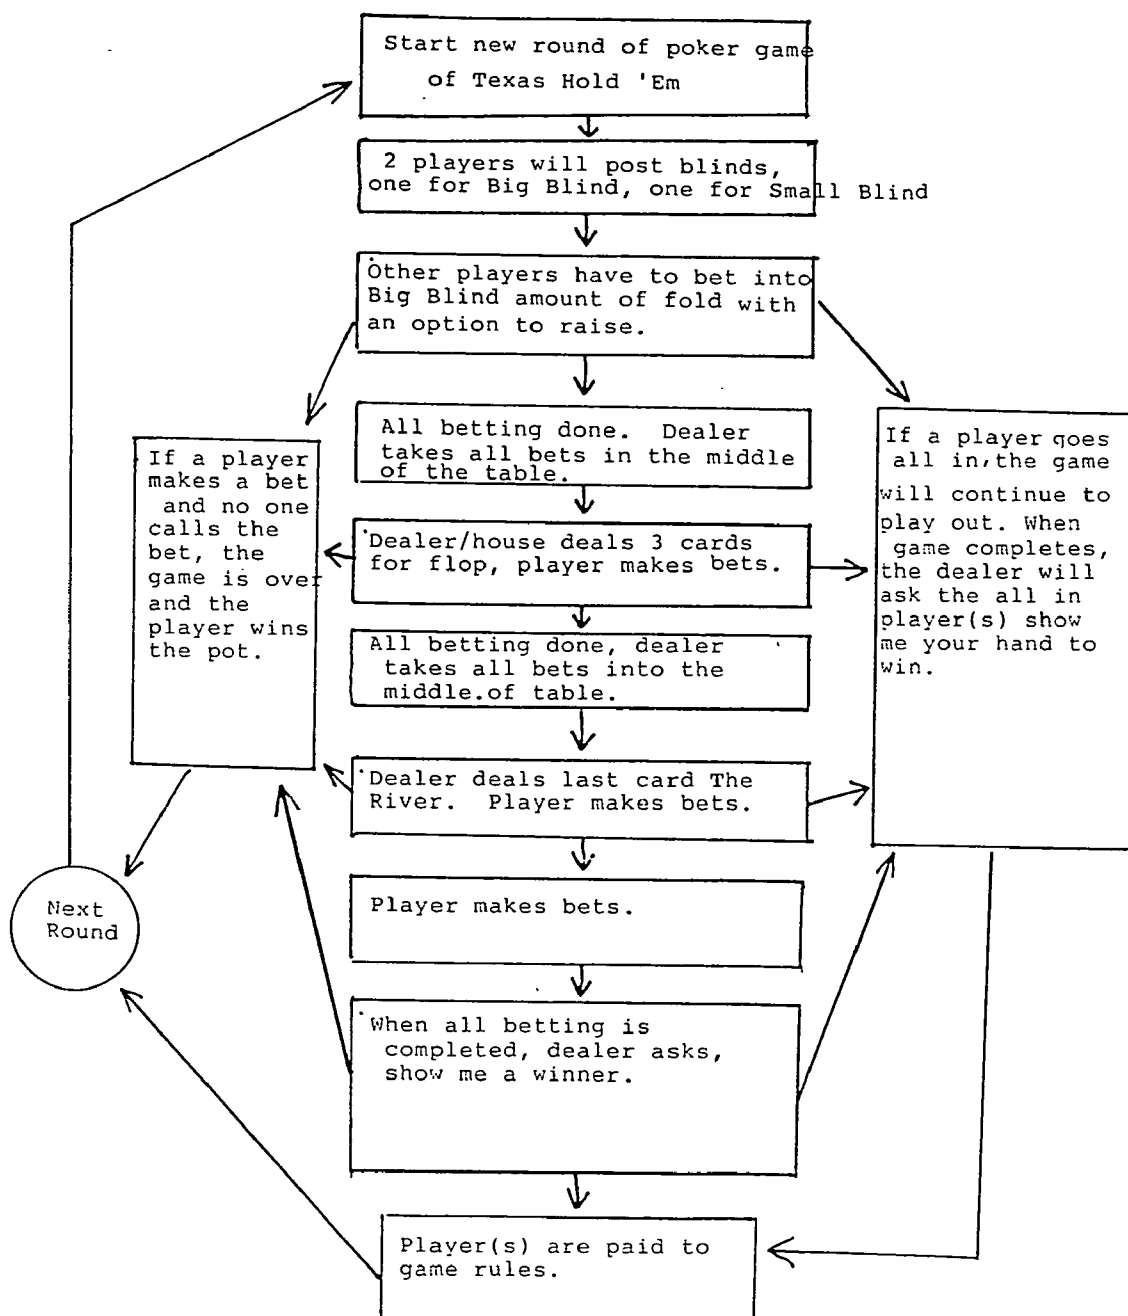 Start new round of poker game
of Texas Hold 'Em
2 players will post blinds,
one for Big Blind, one for Small Blind
Other players have to bet into
Big Blind amount of fold with
an option to raise.
All betting done. Dealer
takes all bets in the middle
of the table.
If a player
makes a bet
and no one
calls the
bet, the
game is over
and the
player wins
the pot.
If a player goes
all in, the game
will continue to
play out. When
game completes,
the dealer will
ask the all in
player(s) show
me your hand to
win.
Dealer/house deals 3 cards
for flop, player makes bets.
All betting done, dealer
takes all bets into the
middle.of table.
Dealer deals last card The
River. Player makes bets.
Player makes bets.
Next
Round
When all betting is
completed, dealer asks,
show me a winner.
Player(s) are paid to
game rules.